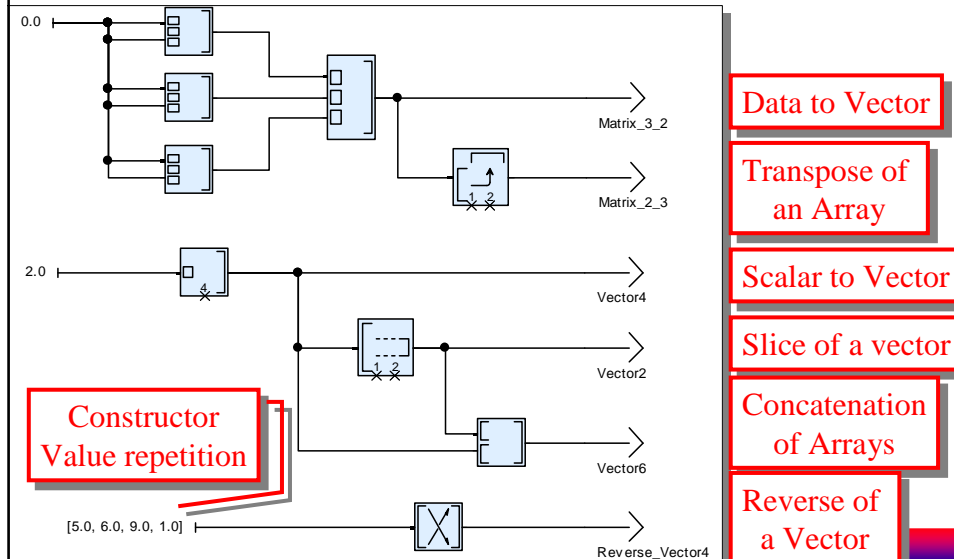 0.0
Matrix_3_2
1 2
Matrix_2_3
2.0
4
Vector4
1 2
Vector2
Vector6
[5.0, 6.0, 9.0, 1.0]
Reverse_Vector4
Constructor
Value repetition
Data to Vector
Transpose of
an Array
Scalar to Vector
Slice of a vector
Concatenation
of Arrays
Reverse of
a Vector